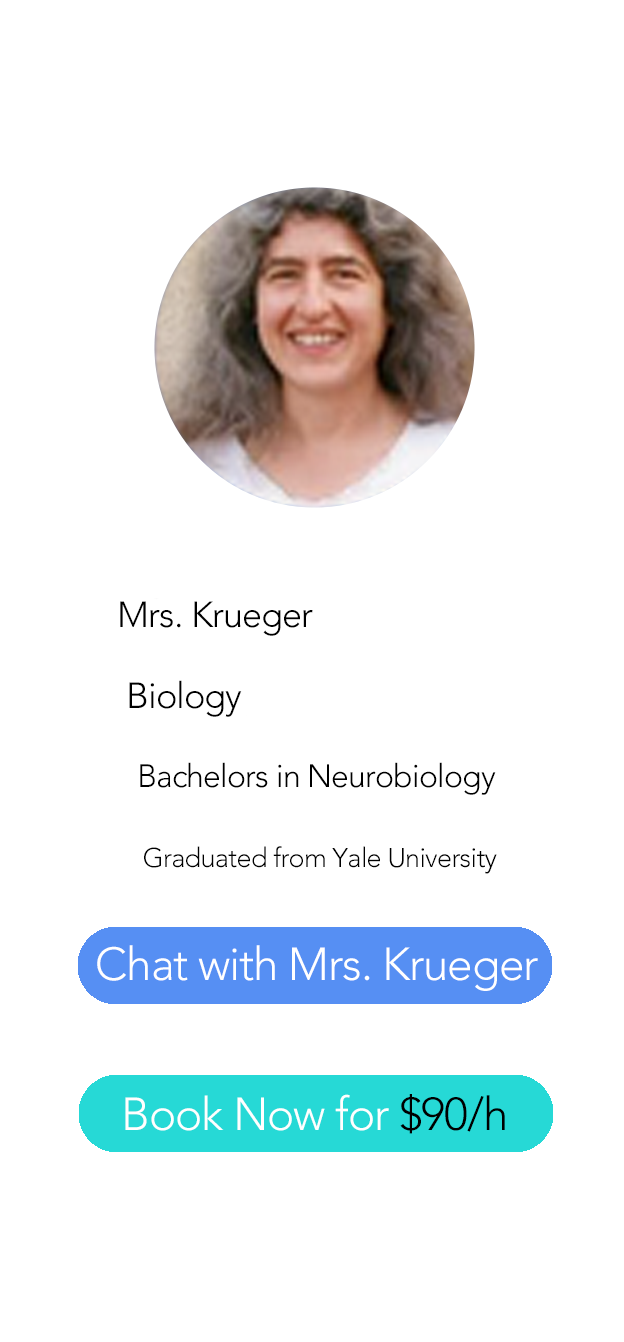 Mrs. Krueger
Biology
Bachelors in Neurobiology
Graduated from Yale University
Chat with Mrs. Krueger
Book Now for $90/h